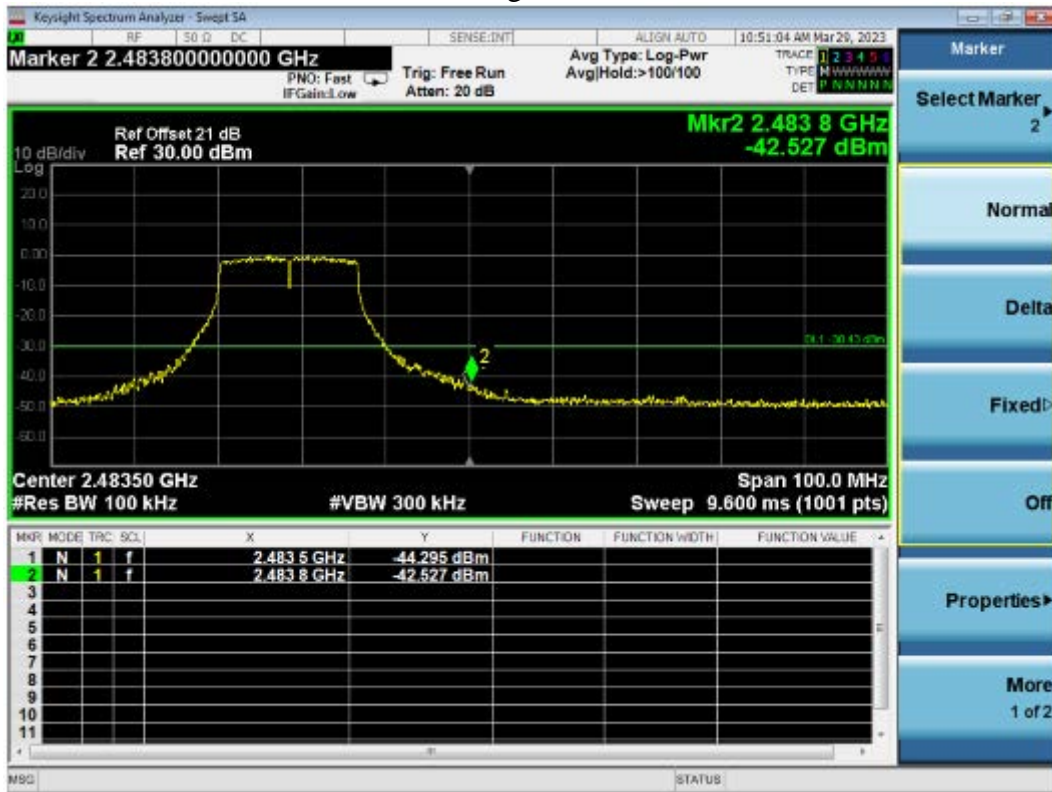 Keysight Spectrum Analyzer - Swept SA
RF 50 Ω DC SENSE:INT ALIGN AUTO 10:51:04 AM Mar 29, 2023
Marker 2 2.483800000000 GHz
PNO: Fast
IFGain:Low
Trig: Free Run
Atten: 20 dB
Avg Type: Log-Pwr
Avg|Hold:>100/100
TRACE 1 2 3 4 5 6
TYPE M W W W W W
DET P N N N N N
Ref Offset 21 dB
Ref 30.00 dBm
10 dB/div
Log
Mkr2 2.483 8 GHz
-42.527 dBm
20.0
10.0
0.00
-10.0
-20.0
-30.0
-40.0
-50.0
-60.0
2
Center 2.48350 GHz
Span 100.0 MHz
#Res BW 100 kHz
#VBW 300 kHz
Sweep 9.600 ms (1001 pts)
MKR MODE TRC SCL X Y FUNCTION FUNCTION WIDTH FUNCTION VALUE
1 N 1 f 2.483 5 GHz -44.295 dBm
2 N 1 f 2.483 8 GHz -42.527 dBm
3
4
5
6
7
8
9
10
11
MSG
STATUS
Marker
Select Marker
2
Normal
Delta
Fixed
Off
Properties
More
1 of 2